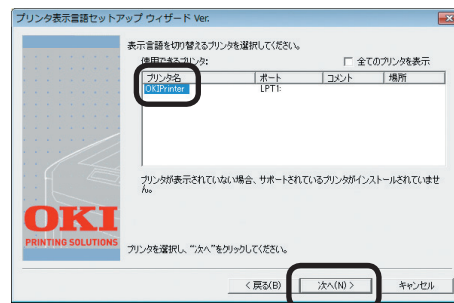 プリンタ表示言語セットアップ ウィザード Ver.
表示言語を切り替えるプリンタを選択してください。
使用できるプリンタ:
全てのプリンタを表示
プリンタ名 ポート コメント 場所
OKIPrinter LPT1:
プリンタが表示されていない場合、サポートされているプリンタがインストールされていませ
ん。
OKI
PRINTING SOLUTIONS
プリンタを選択し、"次へ"をクリックしてください。
< 戻る(B) 次へ(N) > キャンセル